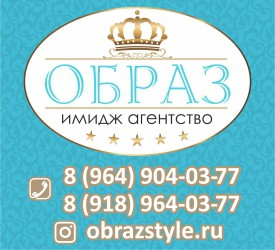 ОБРАЗ
имидж агентство
8 (964) 904-03-77
8 (918) 964-03-77
obrazstyle.ru